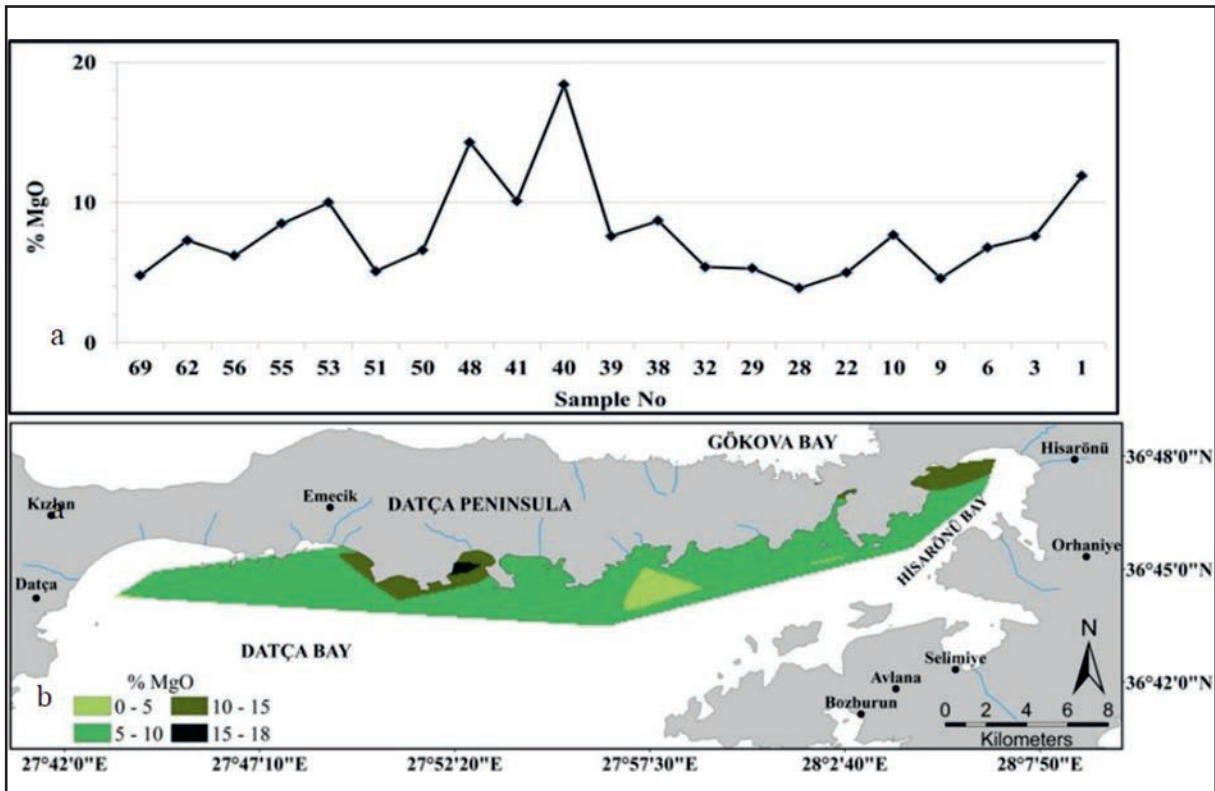 20
10
0
% MgO
a
69 62 56 55 53 51 50 48 41 40 39 38 32 29 28 22 10 9 6 3 1
Sample No
GÖKOVA BAY
Hisarönü
36°48'0"N
Kızlan
a
Emecik
DATÇA PENINSULA
HİSARÖNÜ BAY
Orhaniye
36°45'0"N
Datça
DATÇA BAY
N
Selimiye
Avlana
Bozburun
36°42'0"N
b
% MgO
0 - 5
10 - 15
5 - 10
15 - 18
0 2 4 6 8
Kilometers
27°42'0"E 27°47'10"E 27°52'20"E 27°57'30"E 28°2'40"E 28°7'50"E